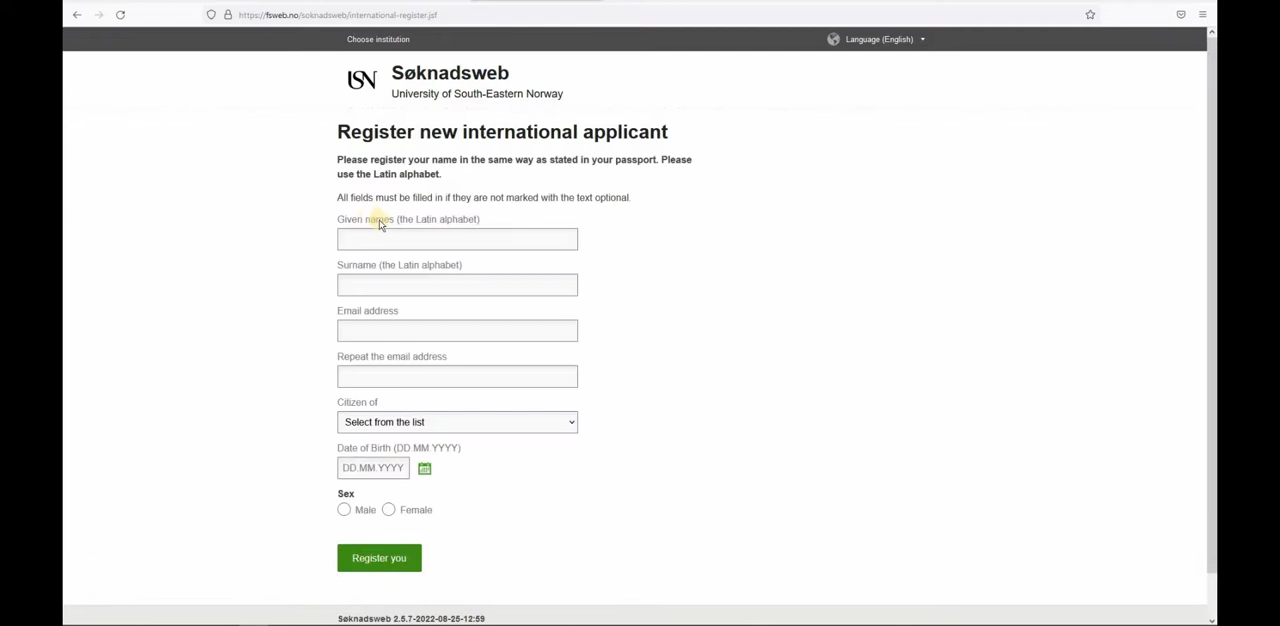 https://fsweb.no/soknadsweb/international-register.jsf
Choose institution
Language (English)
USN
Søknadsweb
University of South-Eastern Norway
Register new international applicant
Please register your name in the same way as stated in your passport. Please
use the Latin alphabet.
All fields must be filled in if they are not marked with the text optional.
Given names (the Latin alphabet)
Surname (the Latin alphabet)
Email address
Repeat the email address
Citizen of
Select from the list
Date of Birth (DD.MM.YYYY)
DD.MM.YYYY
Sex
Male
Female
Register you
Søknadsweb 2.5.7-2022-08-25-12:59